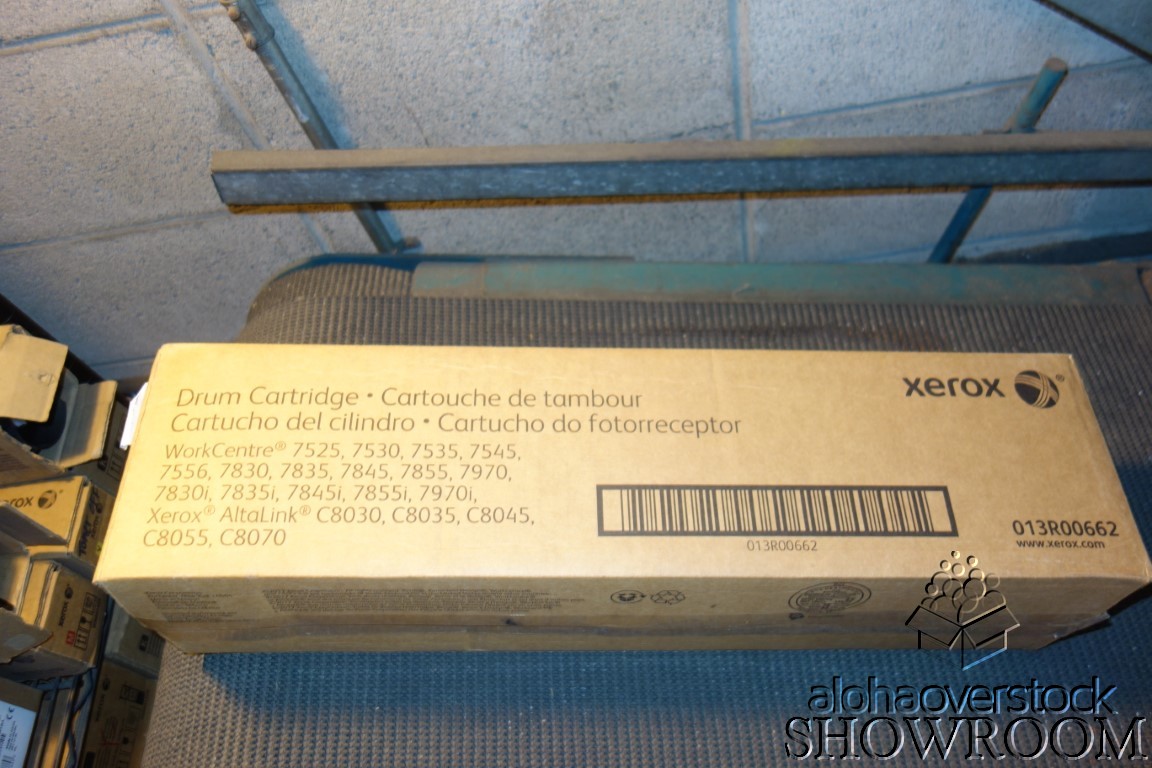 Drum Cartridge • Cartouche de tambour
Cartucho del cilindro • Cartucho do fotorreceptor
WorkCentre® 7525, 7530, 7535, 7545,
7556, 7830, 7835, 7845, 7855, 7970,
7830i, 7835i, 7845i, 7855i, 7970i,
Xerox® AltaLink® C8030, C8035, C8045,
C8055, C8070
xerox ®
013R00662
013R00662
www.xerox.com
alohaoverstock
SHOWROOM